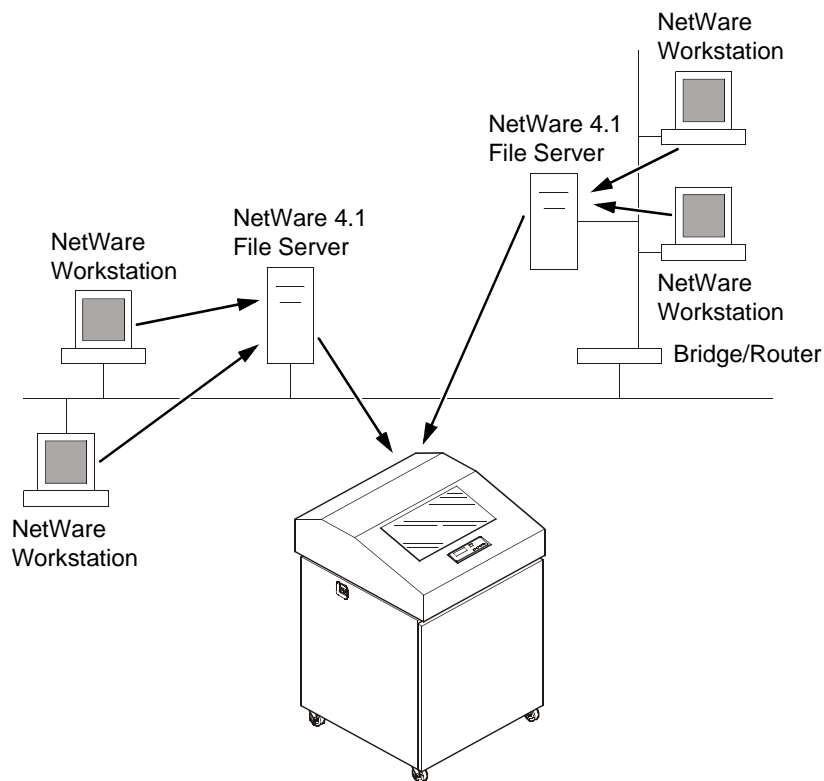 NetWare
Workstation
NetWare 4.1
File Server
NetWare 4.1
File Server
NetWare
Workstation
NetWare
Workstation
Bridge/Router
NetWare
Workstation